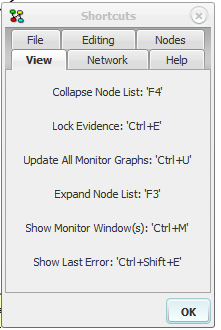 Shortcuts
File Editing Nodes
View Network Help
Collapse Node List: 'F4'
Lock Evidence: 'Ctrl+E'
Update All Monitor Graphs: 'Ctrl+U'
Expand Node List: 'F3'
Show Monitor Window(s): 'Ctrl+M'
Show Last Error: 'Ctrl+Shift+E'
OK